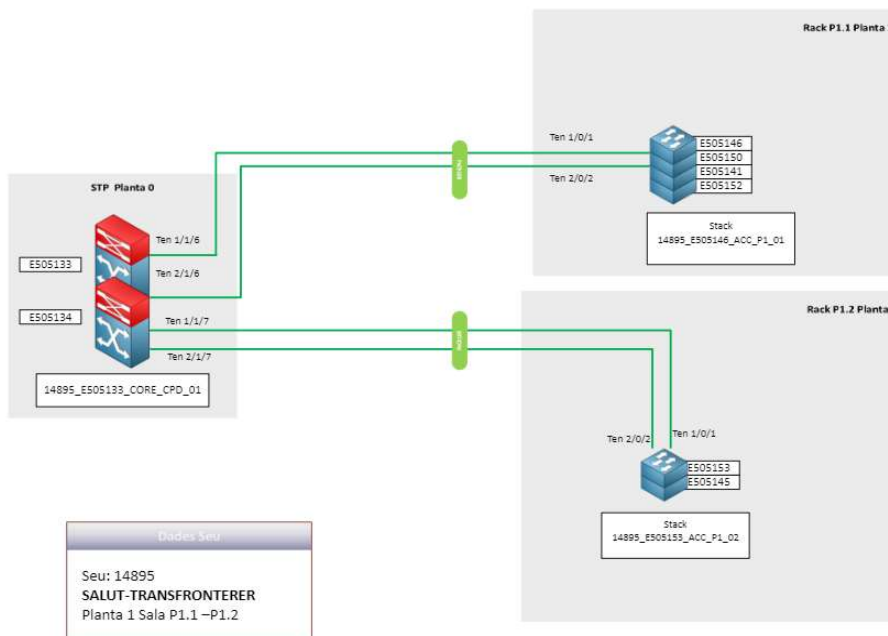 Rack P1.1 Planta
Ten 1/0/1
Ten 2/0/2
E505146
E505150
E505141
E505152
Stack
14895_E505146_ACC_P1_01
STP Planta 0
Ten 1/1/6
Ten 2/1/6
E505133
E505134
Ten 1/1/7
Ten 2/1/7
14895_E505133_CORE_CPD_01
Rack P1.2 Planta
Ten 2/0/2
Ten 1/0/1
E505153
E505145
Stack
14895_E505153_ACC_P1_02
Dades Seu
Seu: 14895
SALUT-TRANSFRONTERER
Planta 1 Sala P1.1 –P1.2